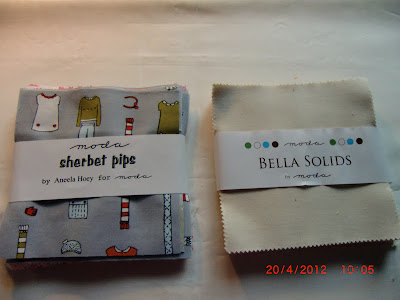 moda
sherbet pips
by Aneela Hoey for moda
moda
BELLA SOLIDS
by moda
20/4/2012 10:05